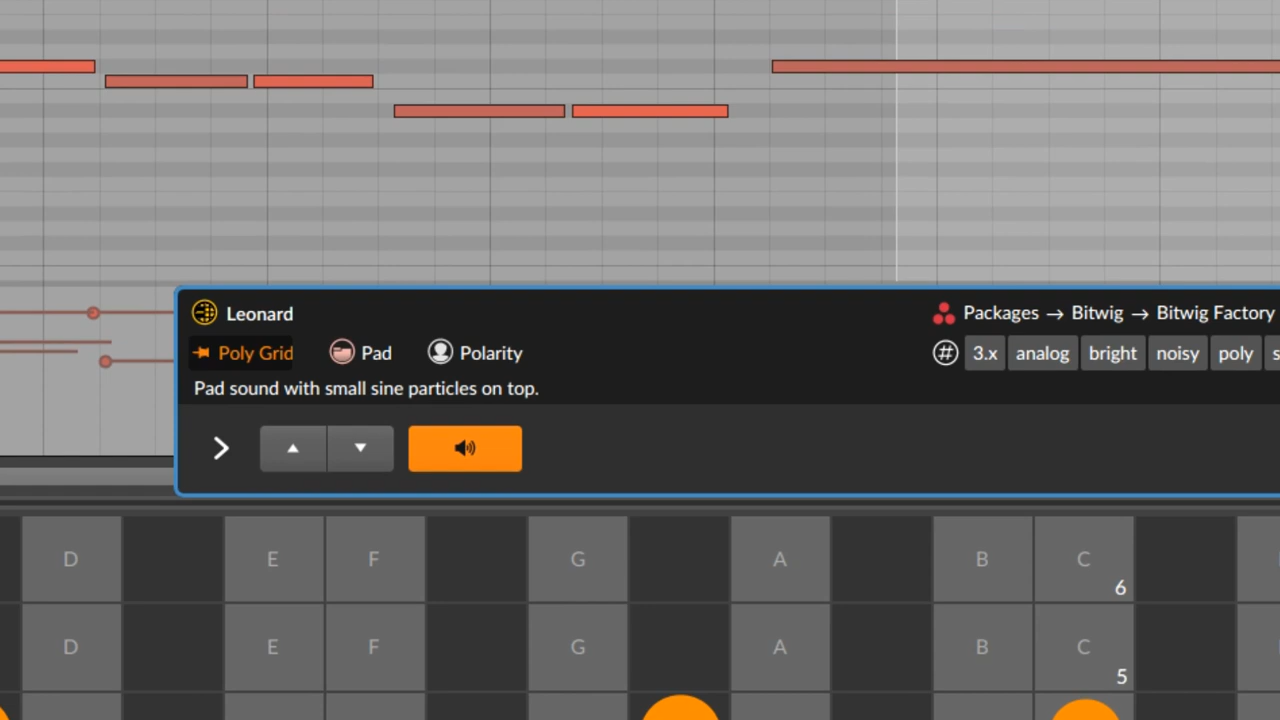 Leonard
Packages → Bitwig → Bitwig Factory
Poly Grid Pad Polarity
# 3.x analog bright noisy poly s
Pad sound with small sine particles on top.
D E F G A B C
6
D E F G A B C
5